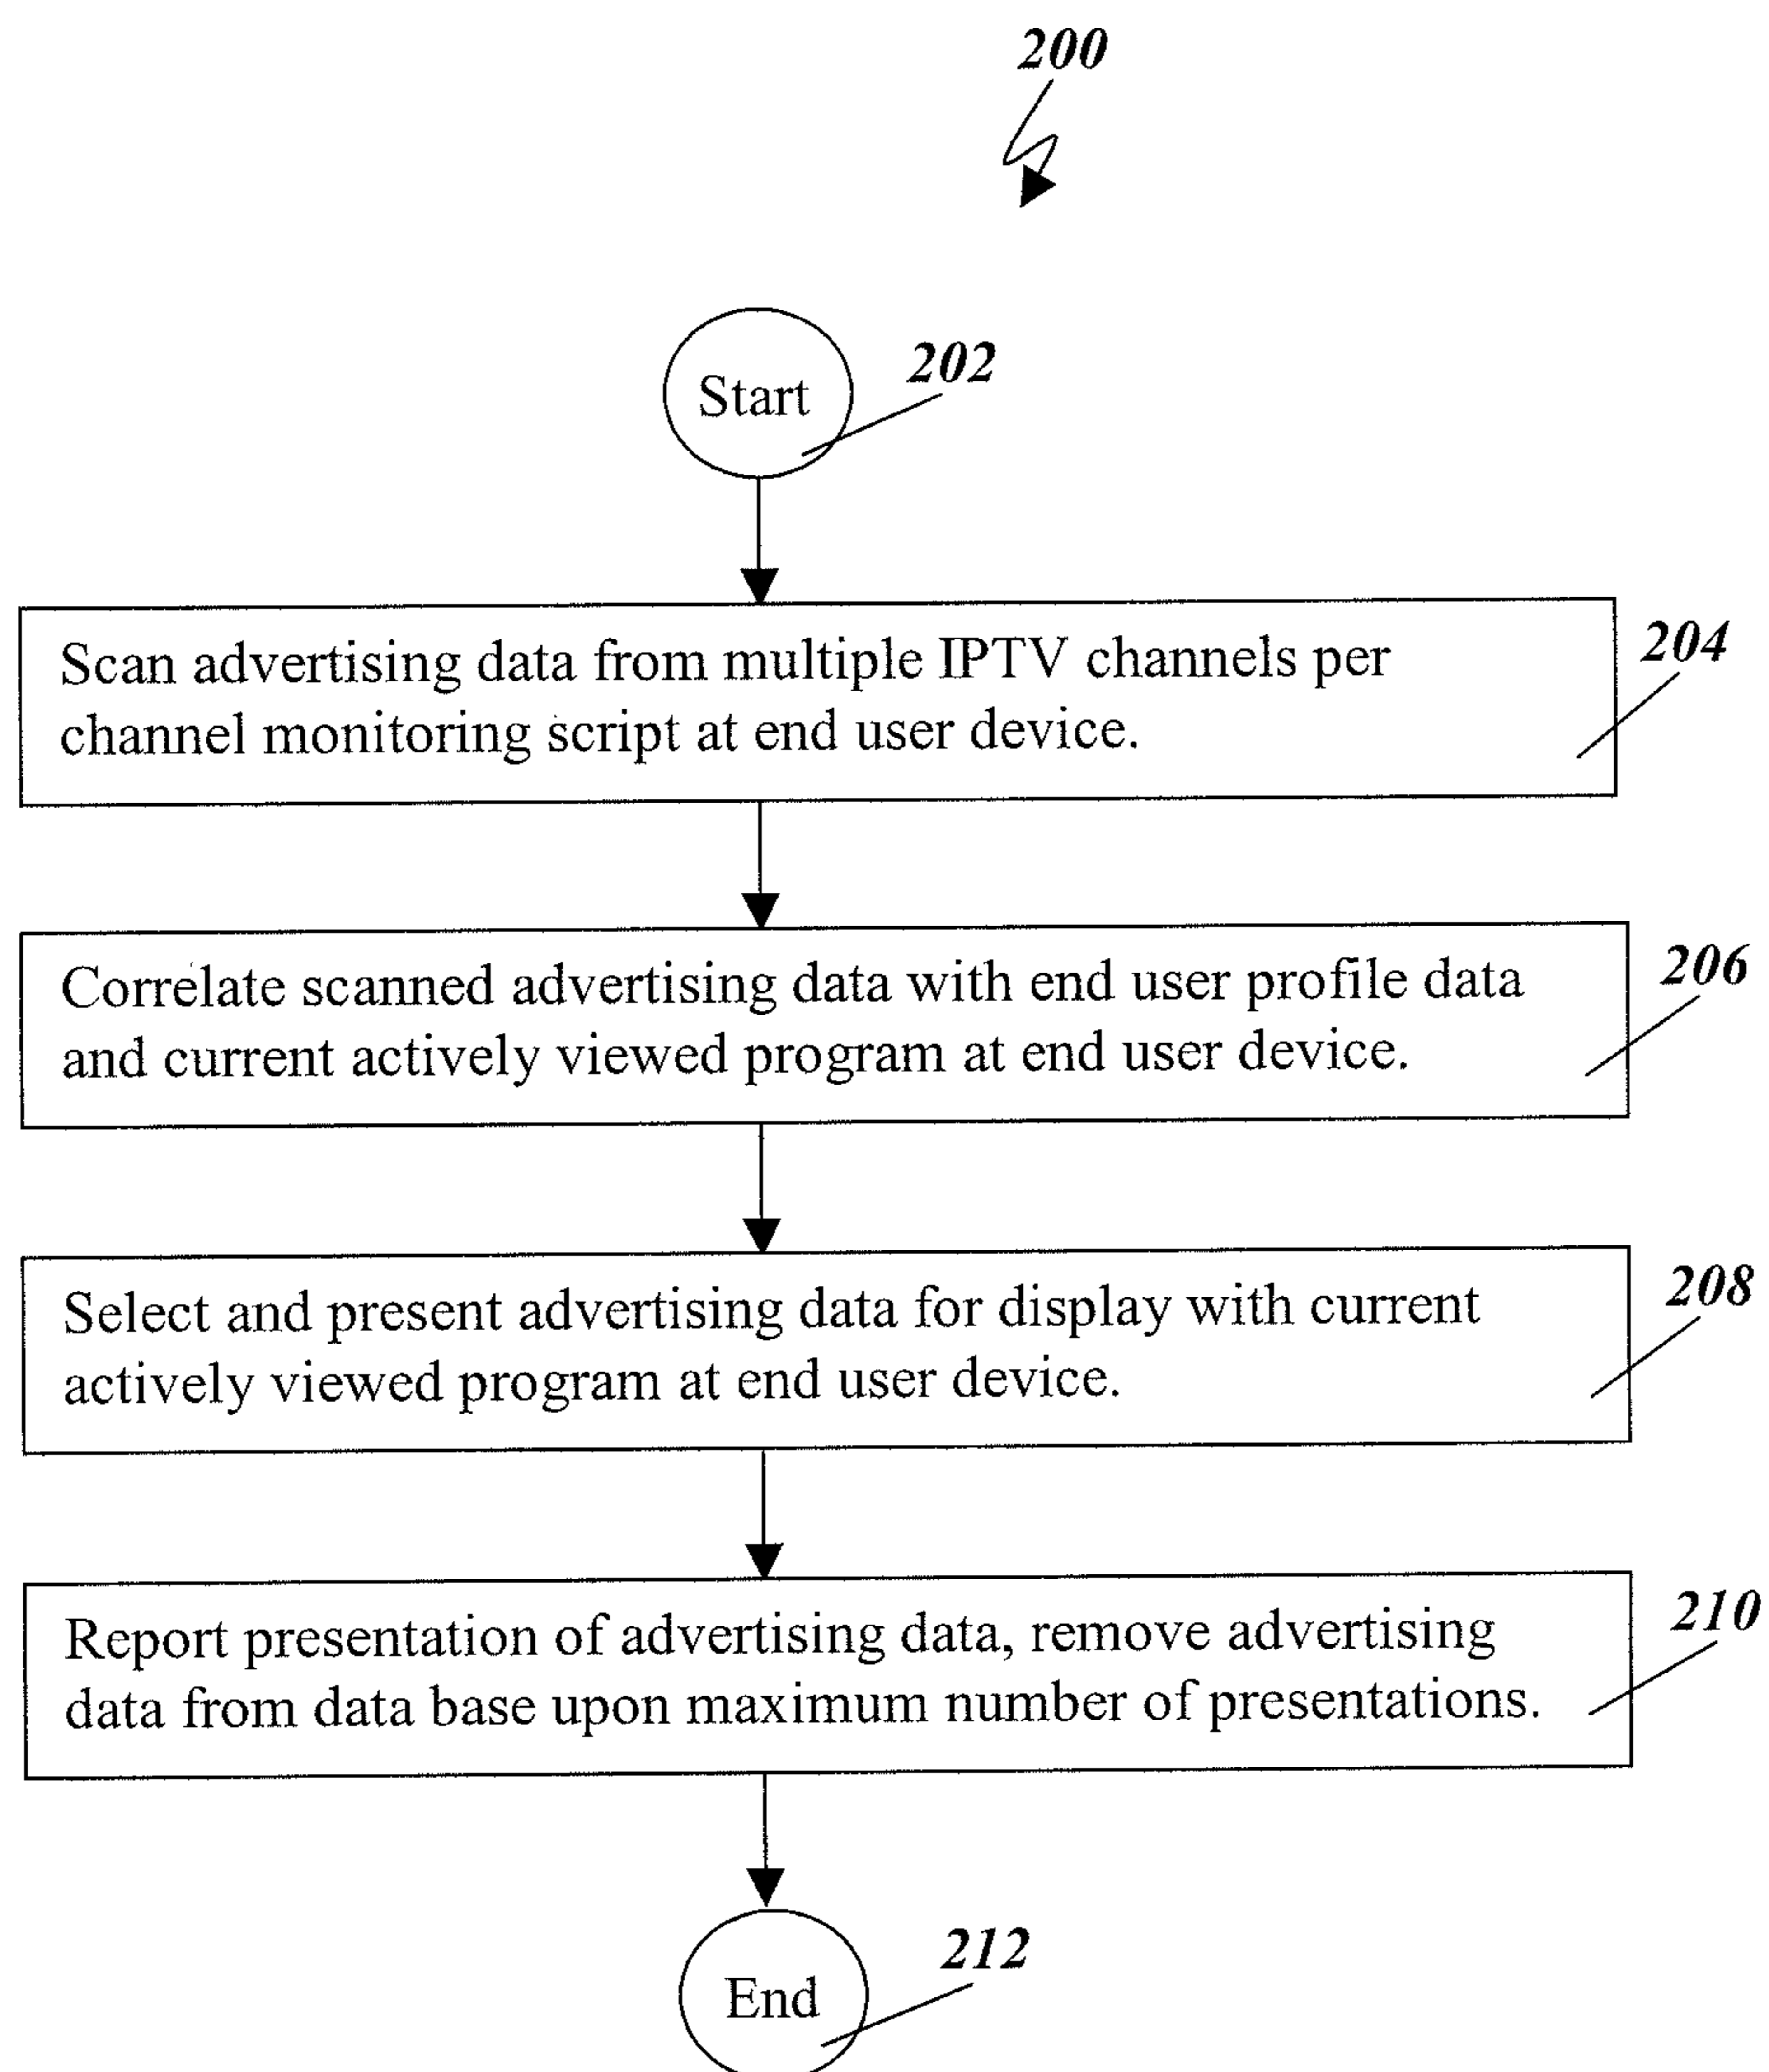 200
Start
202
Scan advertising data from multiple IPTV channels per
channel monitoring script at end user device.
204
Correlate scanned advertising data with end user profile data
and current actively viewed program at end user device.
206
Select and present advertising data for display with current
actively viewed program at end user device.
208
Report presentation of advertising data, remove advertising
data from data base upon maximum number of presentations.
210
End
212